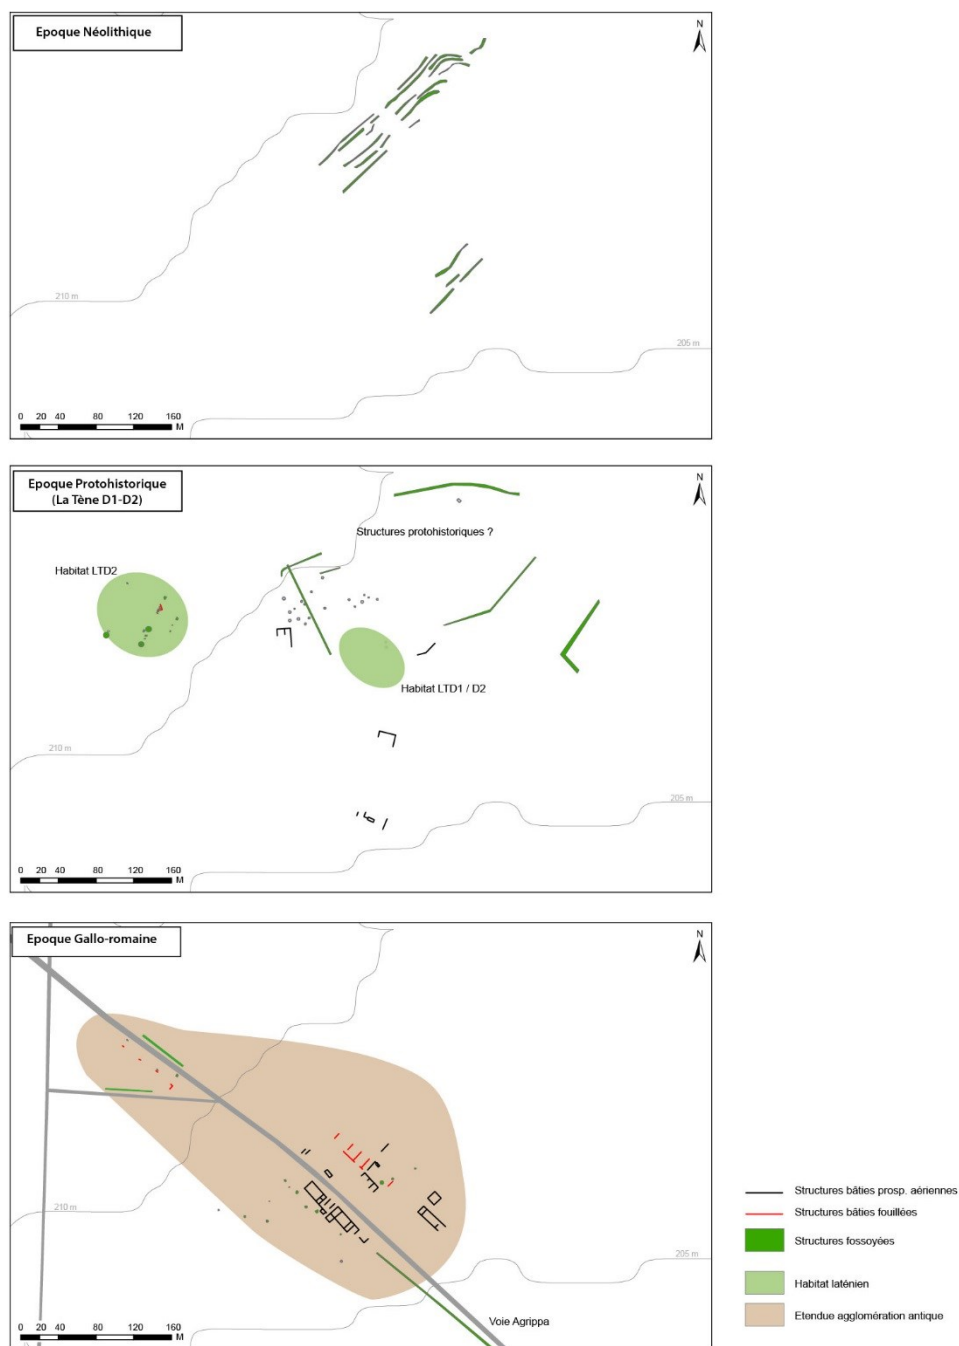 Epoque Néolithique
N
210 m
205 m
0 20 40 80 120 160
M
Epoque Protohistorique
(La Tène D1-D2)
N
Structures protohistoriques ?
Habitat LTD2
Habitat LTD1 / D2
210 m
205 m
0 20 40 80 120 160
M
Epoque Gallo-romaine
N
210 m
205 m
Voie Agrippa
0 20 40 80 120 160
M
Structures bâties prosp. aériennes
Structures bâties fouillées
Structures fossoyées
Habitat laténien
Etendue agglomération antique